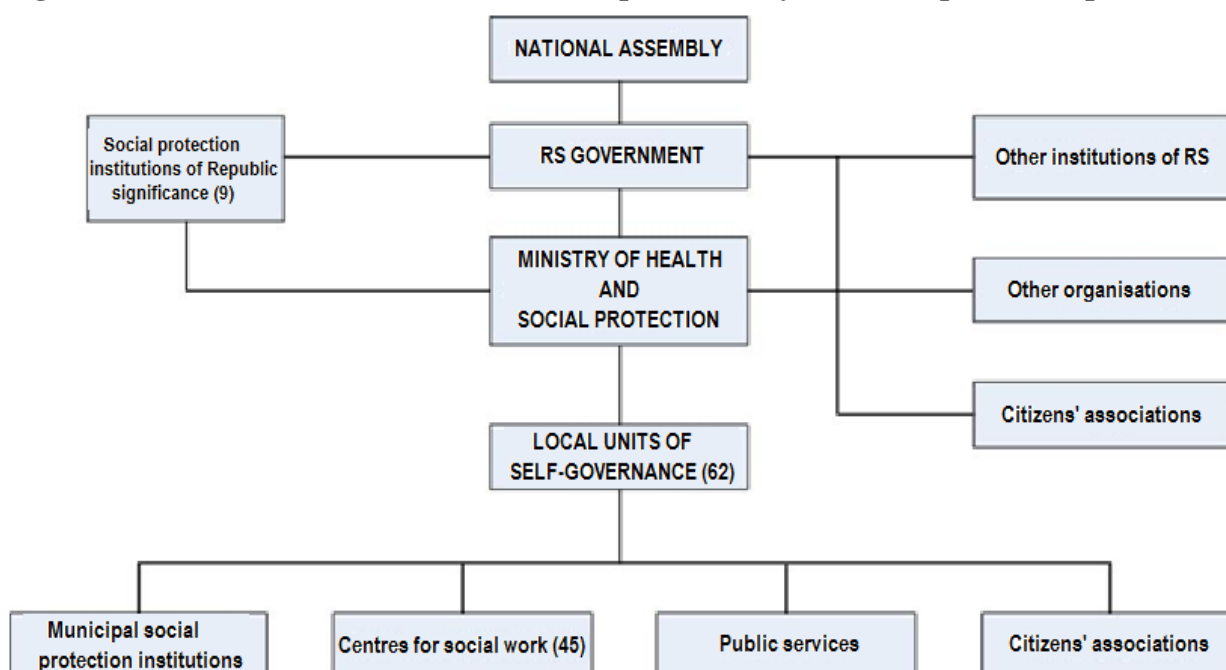 NATIONAL ASSEMBLY
Social protection
institutions of Republic
significance (9)
RS GOVERNMENT
Other institutions of RS
MINISTRY OF HEALTH
AND
SOCIAL PROTECTION
Other organisations
Citizens' associations
LOCAL UNITS OF
SELF-GOVERNANCE (62)
Municipal social
protection institutions
Centres for social work (45)
Public services
Citizens' associations